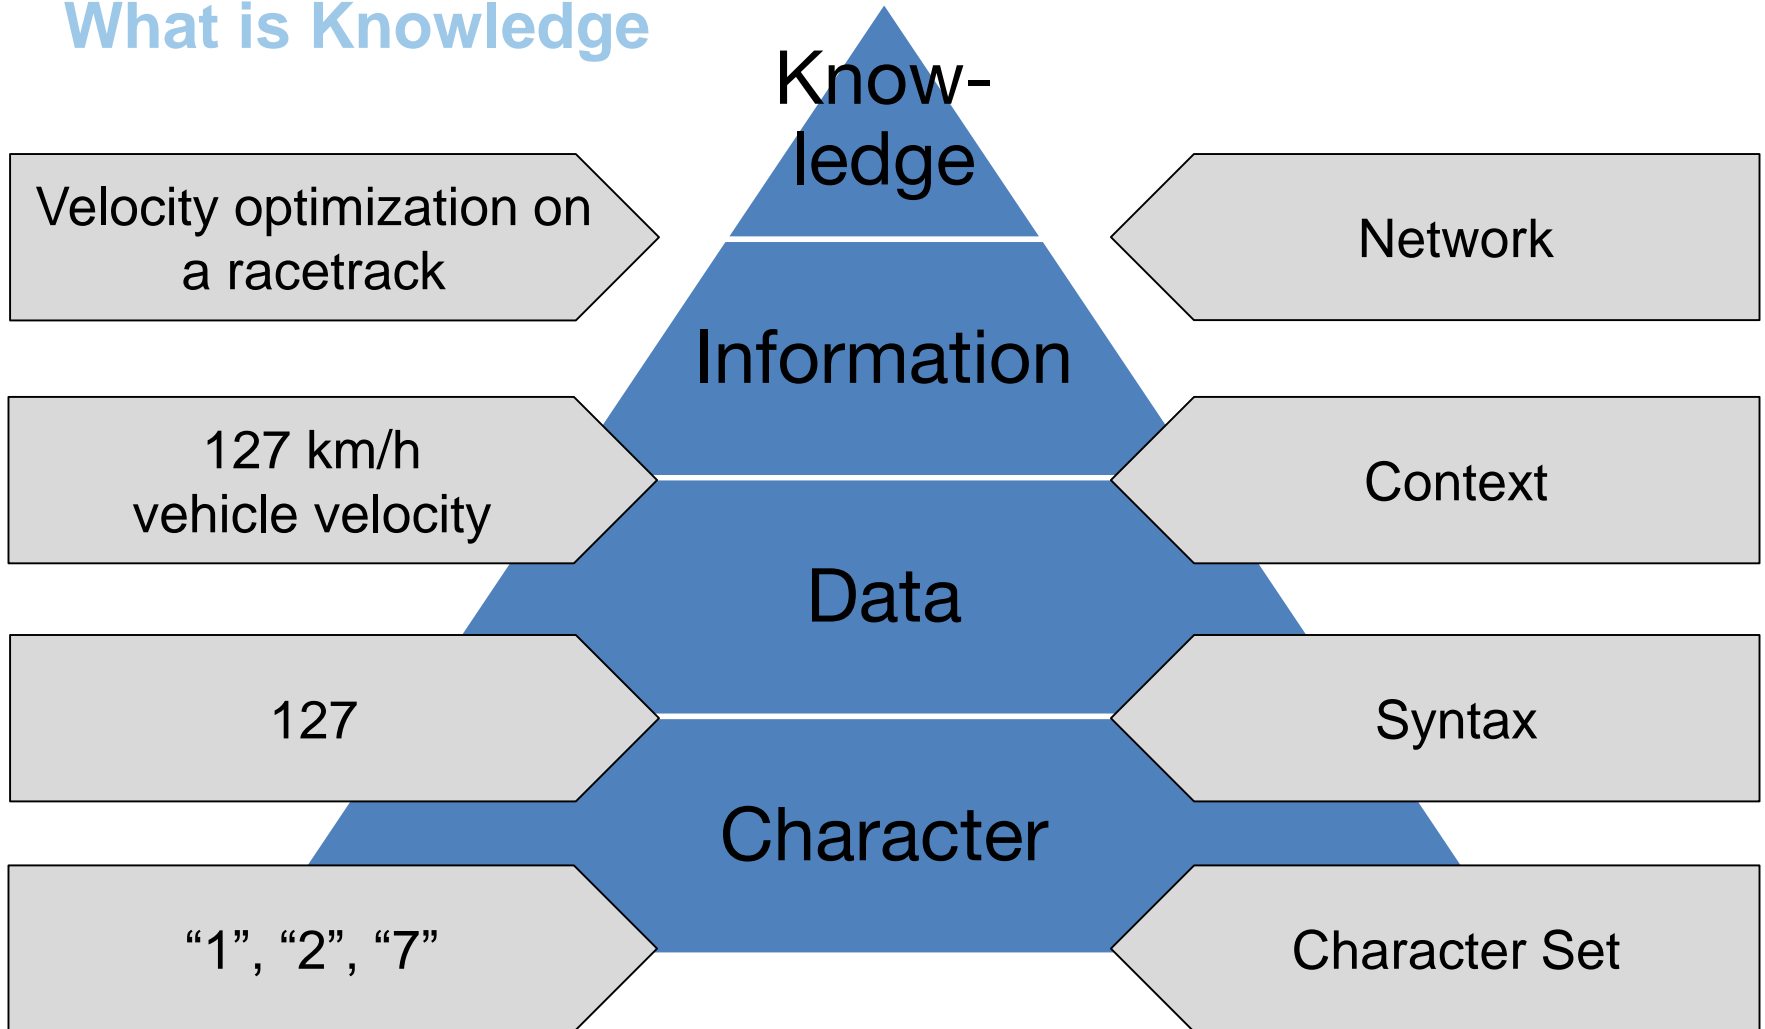 What is Knowledge
Know-
ledge
Velocity optimization on
a racetrack
Network
Information
127 km/h
vehicle velocity
Context
Data
127
Syntax
Character
“1”, “2”, “7”
Character Set